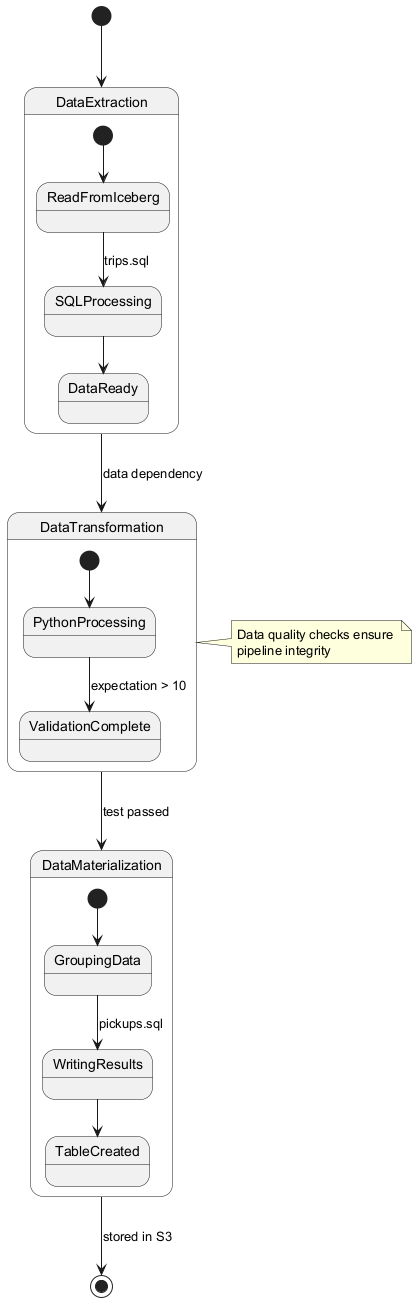 DataExtraction
ReadFromIceberg
trips.sql
SQLProcessing
DataReady
data dependency
DataTransformation
PythonProcessing
Data quality checks ensure
pipeline integrity
expectation > 10
ValidationComplete
test passed
DataMaterialization
GroupingData
pickups.sql
WritingResults
TableCreated
stored in S3